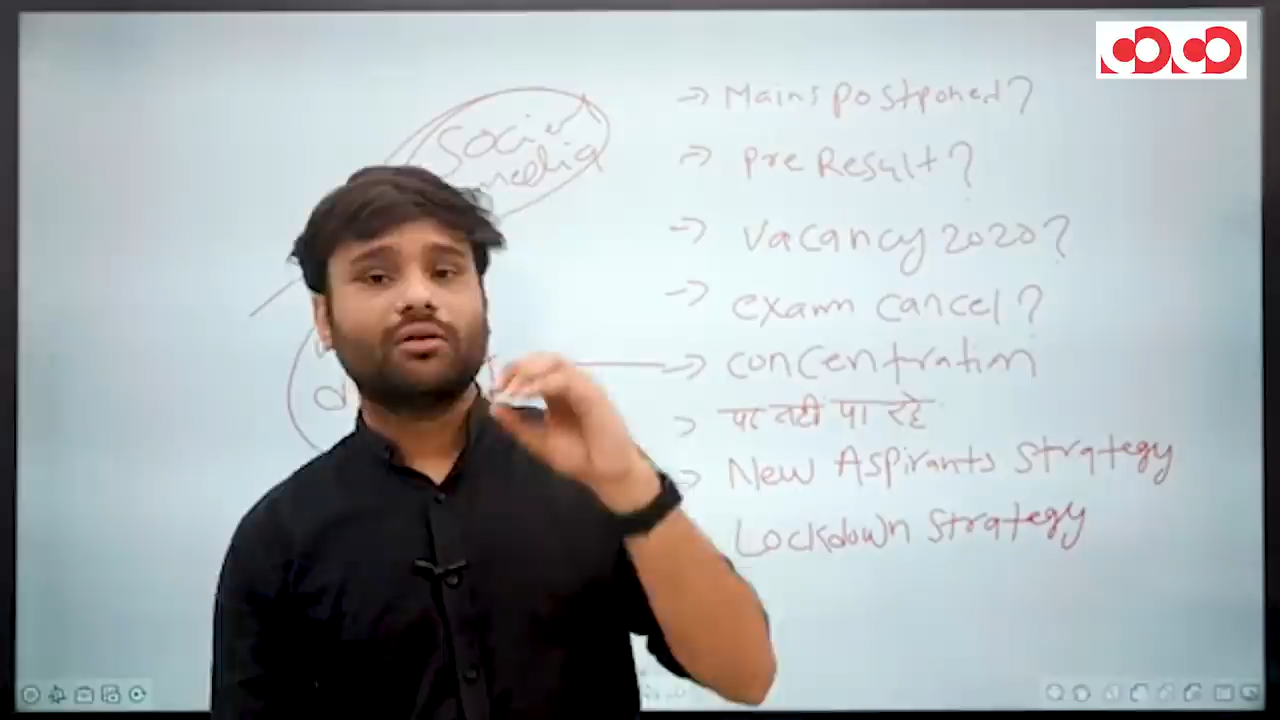 Social
media
→ Mains postponed?
→ Pre Result?
→ Vacancy 2020?
→ exam cancel?
→ concentration
→ पढ़ नहीं पा रहे
→ New Aspirants strategy
Lockdown strategy